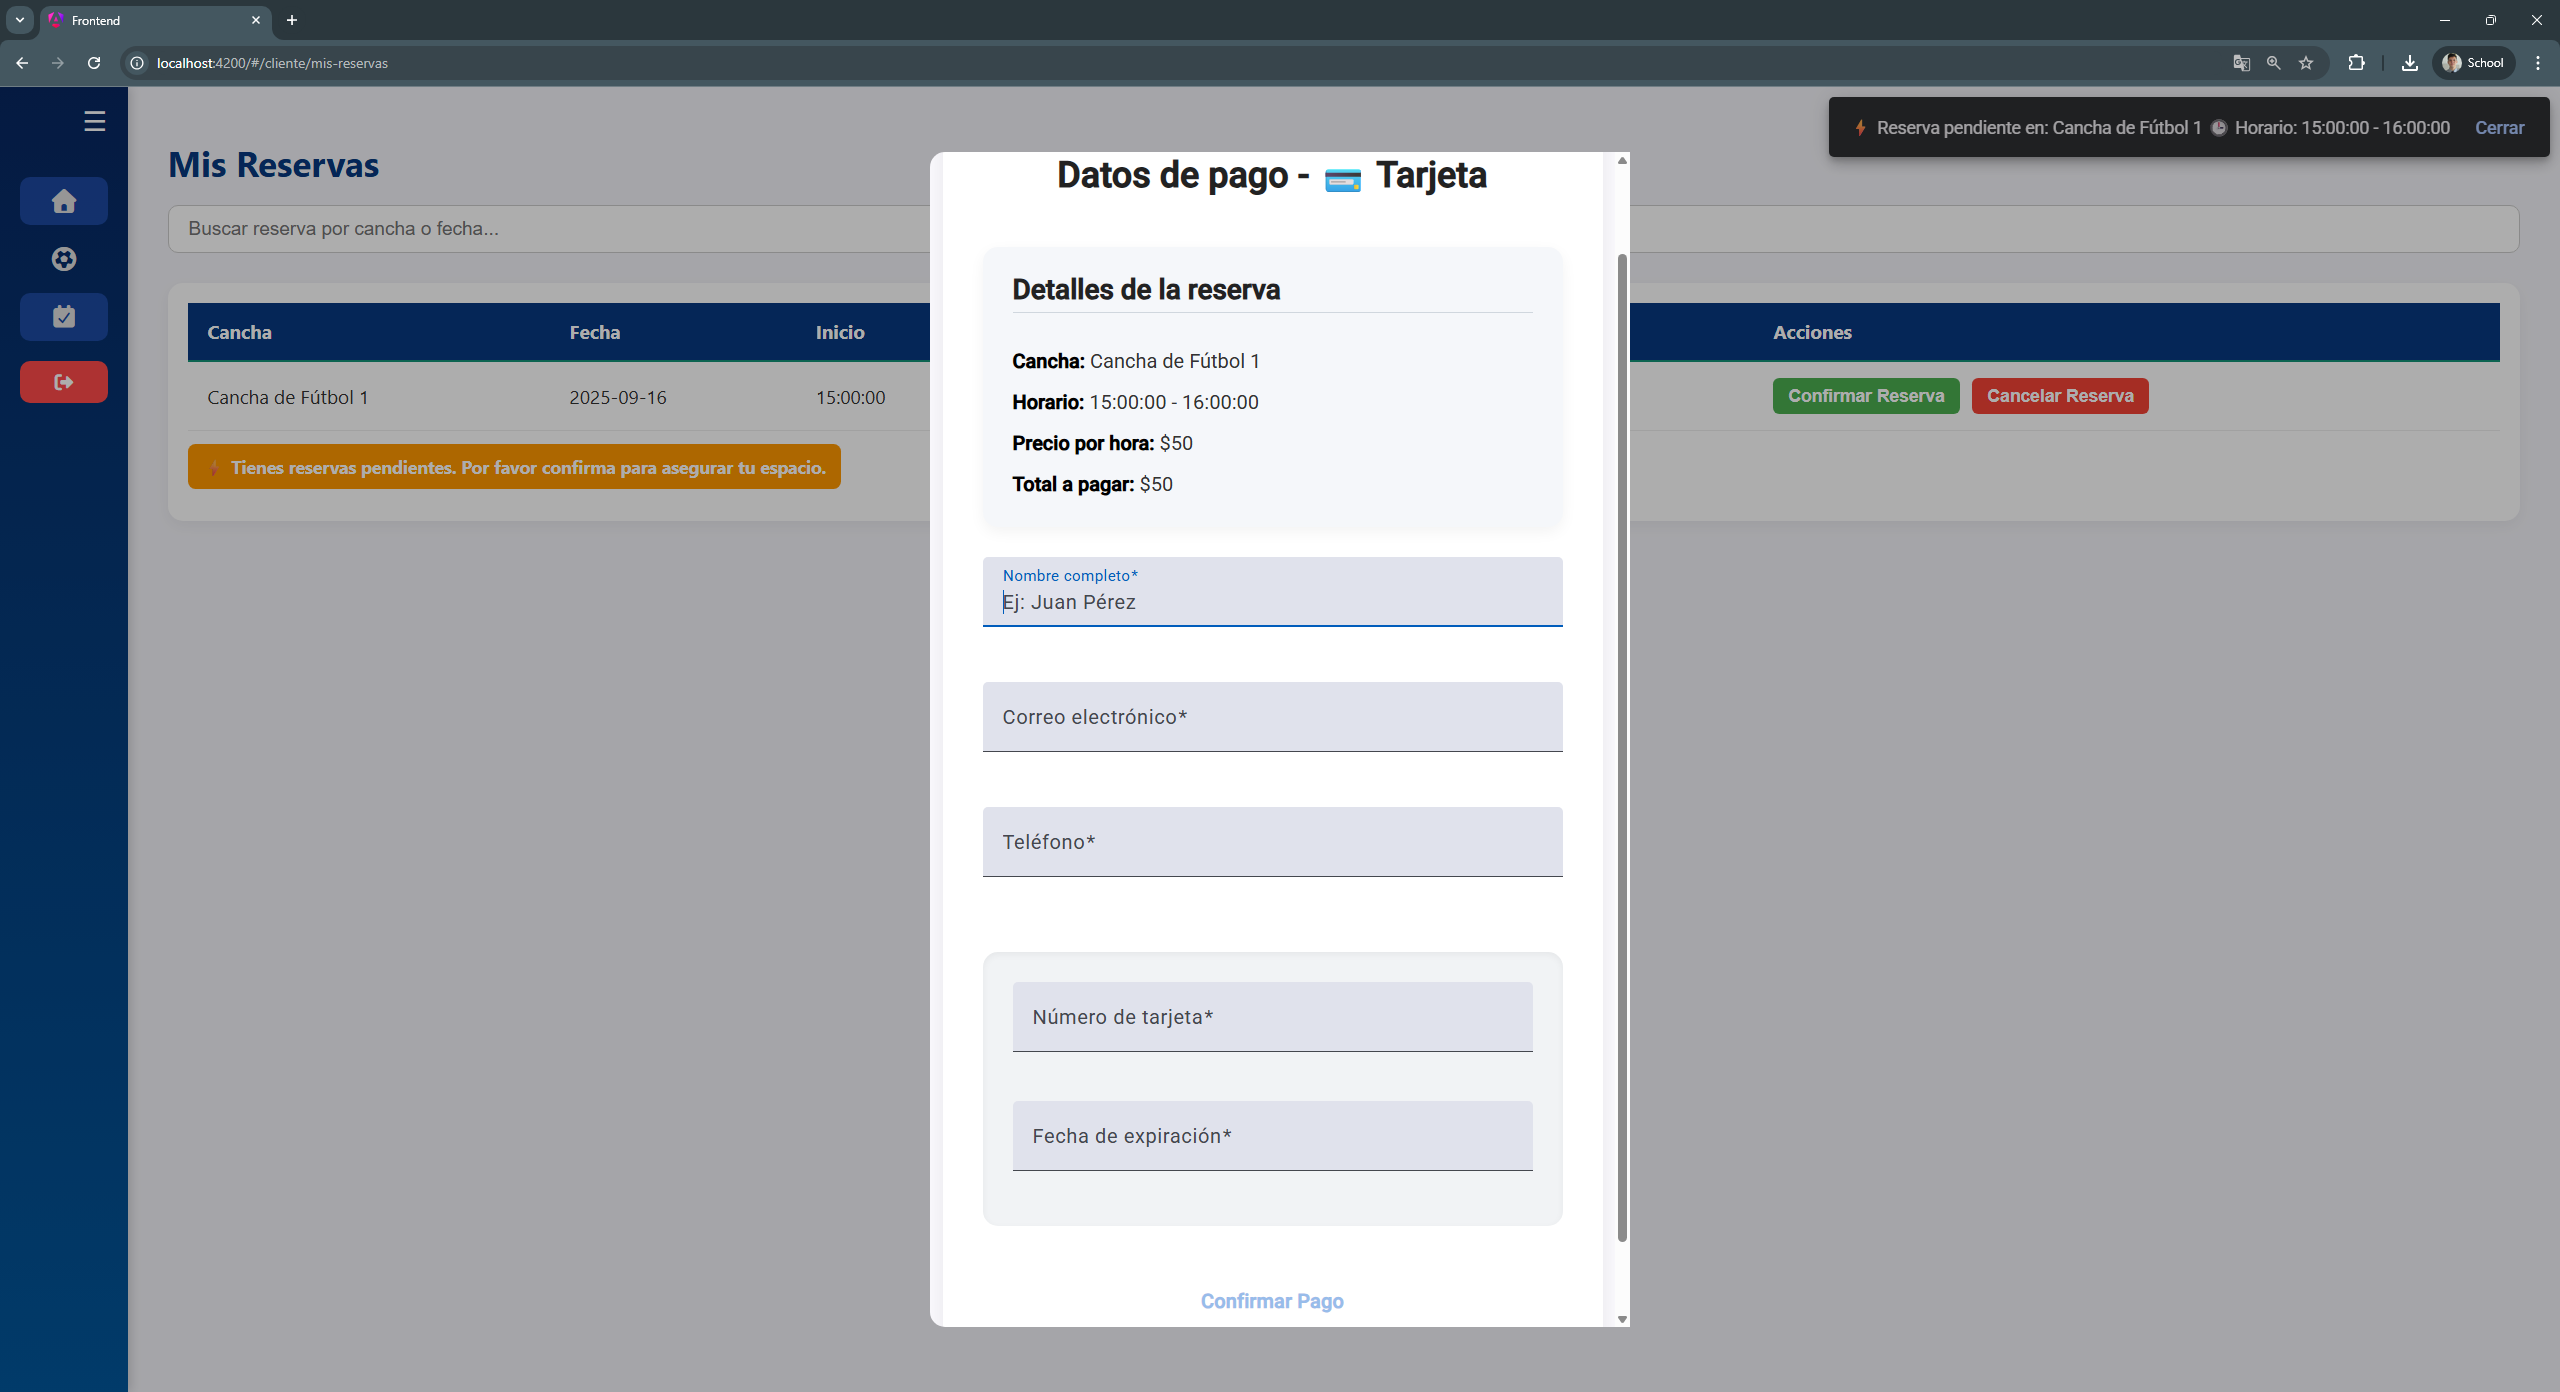 Frontend
localhost:4200/#/cliente/mis-reservas
School
⚡ Reserva pendiente en: Cancha de Fútbol 1 🕒 Horario: 15:00:00 - 16:00:00 Cerrar
Mis Reservas
Buscar reserva por cancha o fecha...
Cancha Fecha Inicio Acciones
Cancha de Fútbol 1 2025-09-16 15:00:00 Confirmar Reserva Cancelar Reserva
⚡ Tienes reservas pendientes. Por favor confirma para asegurar tu espacio.
Datos de pago - 💳 Tarjeta
Detalles de la reserva
Cancha: Cancha de Fútbol 1
Horario: 15:00:00 - 16:00:00
Precio por hora: $50
Total a pagar: $50
Nombre completo*
Ej: Juan Pérez
Correo electrónico*
Teléfono*
Número de tarjeta*
Fecha de expiración*
Confirmar Pago